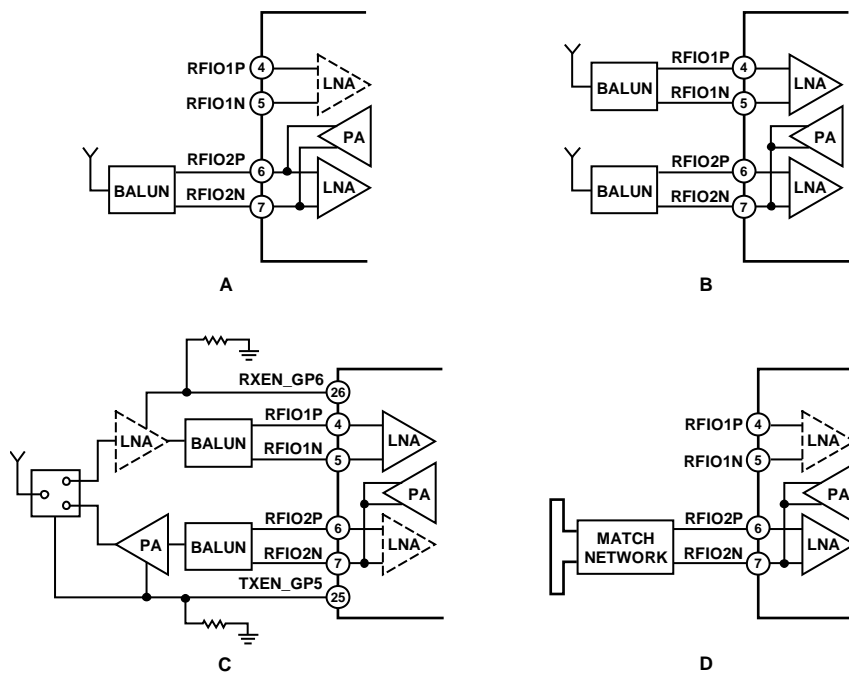 RFIO1P
4
LNA
RFIO1N
5
PA
RFIO2P
6
BALUN
LNA
RFIO2N
7
A
RFIO1P
4
BALUN
LNA
RFIO1N
5
PA
RFIO2P
6
BALUN
LNA
RFIO2N
7
B
RXEN_GP6
26
RFIO1P
4
LNA
BALUN
LNA
RFIO1N
5
PA
RFIO2P
6
PA
BALUN
LNA
RFIO2N
7
TXEN_GP5
25
C
RFIO1P
4
LNA
RFIO1N
5
PA
RFIO2P
6
MATCH
NETWORK
LNA
RFIO2N
7
D